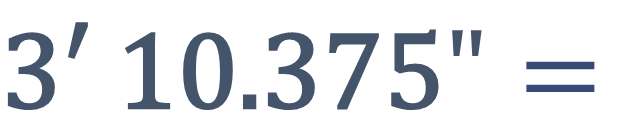 3′ 10.375" =